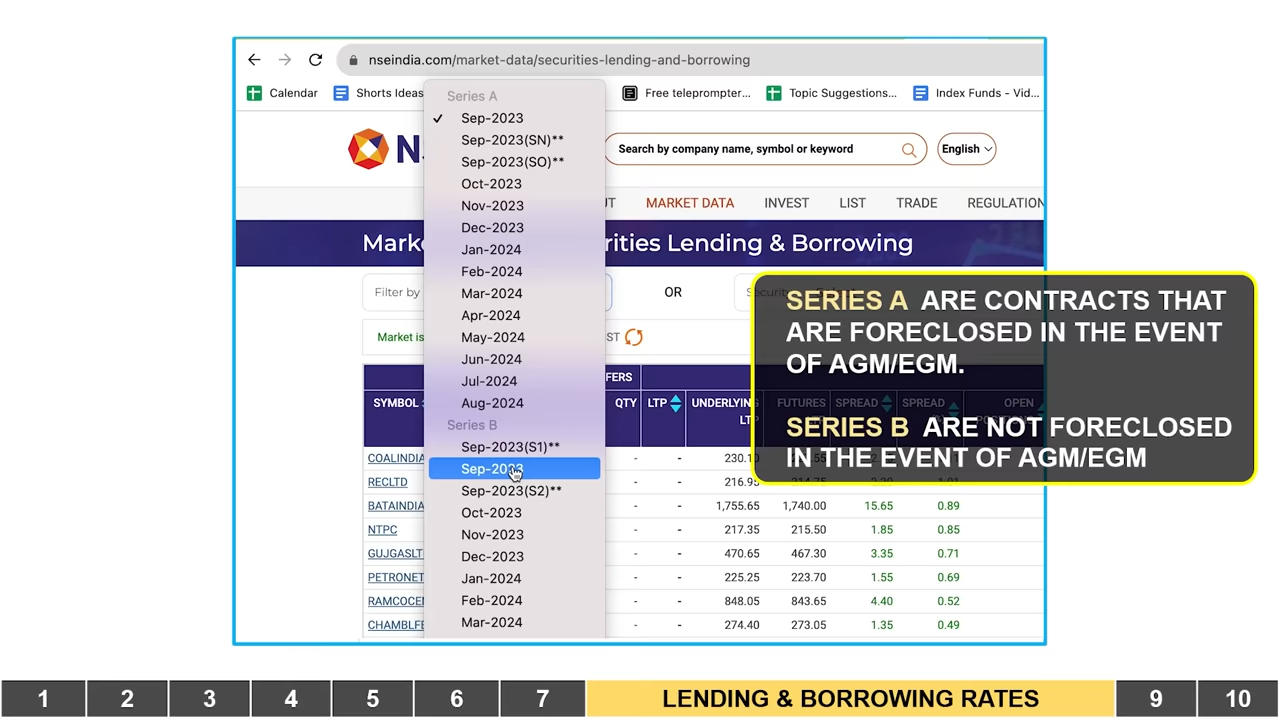 nseindia.com/market-data/securities-lending-and-borrowing
Calendar
Shorts Ideas
Free teleprompter...
Topic Suggestions...
Index Funds - Vid...
Series A
Sep-2023
Sep-2023(SN)**
Sep-2023(SO)**
Oct-2023
Nov-2023
Dec-2023
Jan-2024
Feb-2024
Mar-2024
Apr-2024
May-2024
Jun-2024
Jul-2024
Aug-2024
Series B
Sep-2023(S1)**
Sep-2023
Sep-2023(S2)**
Oct-2023
Nov-2023
Dec-2023
Jan-2024
Feb-2024
Mar-2024
Search by company name, symbol or keyword
English
MARKET DATA INVEST LIST TRADE REGULATION
Mark rities Lending & Borrowing
Filter by OR
Market is ST
SYMBOL QTY LTP UNDERLYING LTP FUTURES SPREAD SPREAD OPEN
FERS
COALINDIA - - 230.10
RECLTD - - 216.95
BATAINDIA - - 1,755.65 1,740.00 15.65 0.89
NTPC - - 217.35 215.50 1.85 0.85
GUJGASLT - - 470.65 467.30 3.35 0.71
PETRONET - - 225.25 223.70 1.55 0.69
RAMCOCEM - - 848.05 843.65 4.40 0.52
CHAMBLFE - - 274.40 273.05 1.35 0.49
SERIES A ARE CONTRACTS THAT
ARE FORECLOSED IN THE EVENT
OF AGM/EGM.
SERIES B ARE NOT FORECLOSED
IN THE EVENT OF AGM/EGM
1 2 3 4 5 6 7 LENDING & BORROWING RATES 9 10